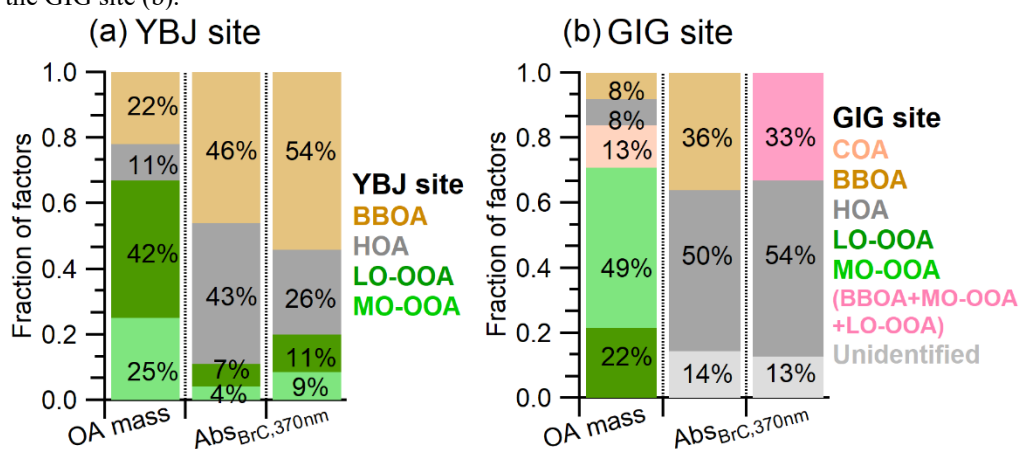 the GIG site (b).
(a) YBJ site
Fraction of factors
1.0
0.8
0.6
0.4
0.2
0.0
22%
11%
42%
25%
46%
43%
7%
4%
54%
26%
11%
9%
OA mass
AbsBrC,370nm
YBJ site
BBOA
HOA
LO-OOA
MO-OOA
(b) GIG site
Fraction of factors
1.0
0.8
0.6
0.4
0.2
0.0
8%
8%
13%
49%
22%
36%
50%
14%
33%
54%
13%
OA mass
AbsBrC,370nm
GIG site
COA
BBOA
HOA
LO-OOA
MO-OOA
(BBOA+MO-OOA
+LO-OOA)
Unidentified